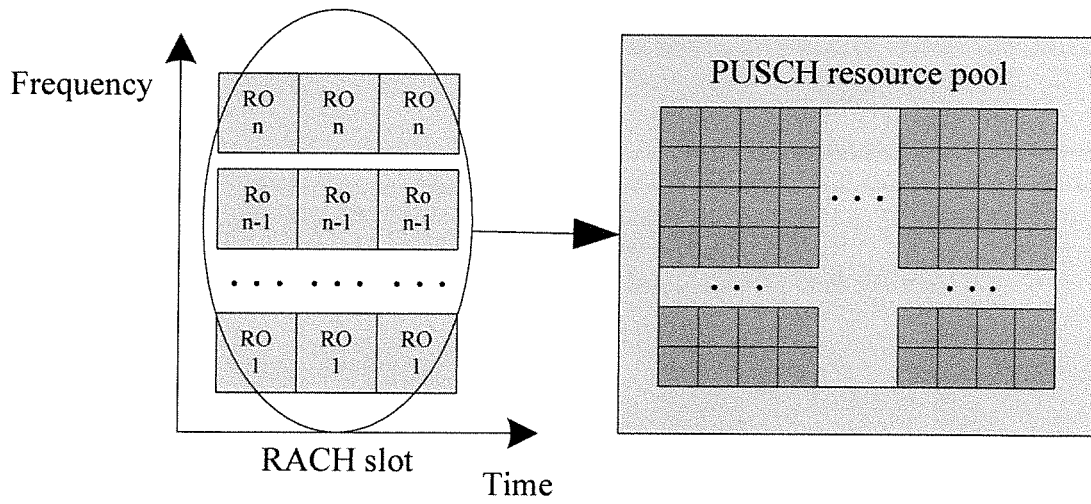 Frequency
RO n RO n RO n
Ro n-1 Ro n-1 Ro n-1
. . . . . . . . .
RO 1 RO 1 RO 1
RACH slot
Time
PUSCH resource pool
. . .
. . . . . .